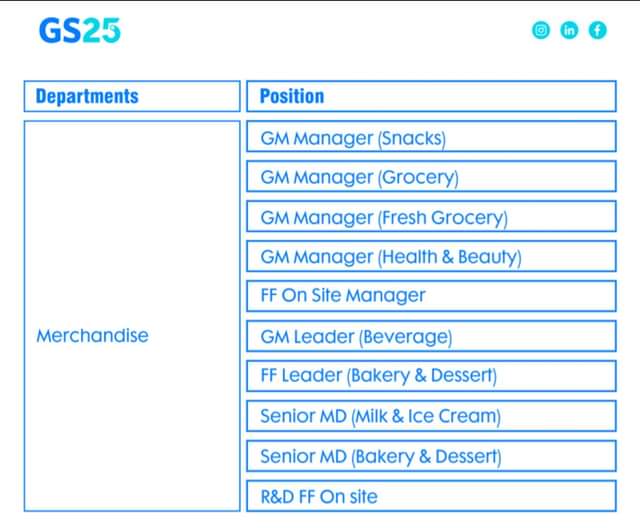 GS25
Departments
Position
Merchandise
GM Manager (Snacks)
GM Manager (Grocery)
GM Manager (Fresh Grocery)
GM Manager (Health & Beauty)
FF On Site Manager
GM Leader (Beverage)
FF Leader (Bakery & Dessert)
Senior MD (Milk & Ice Cream)
Senior MD (Bakery & Dessert)
R&D FF On site